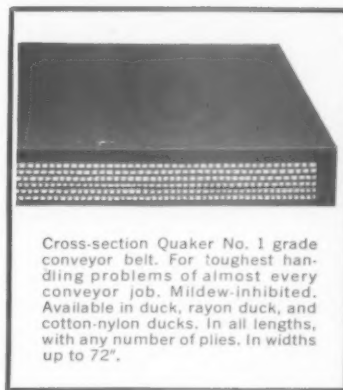 Cross-section Quaker No. 1 grade
conveyor belt. For toughest han-
dling problems of almost every
conveyor job. Mildew-inhibited.
Available in duck, rayon duck, and
cotton-nylon ducks. In all lengths,
with any number of plies. In widths
up to 72".